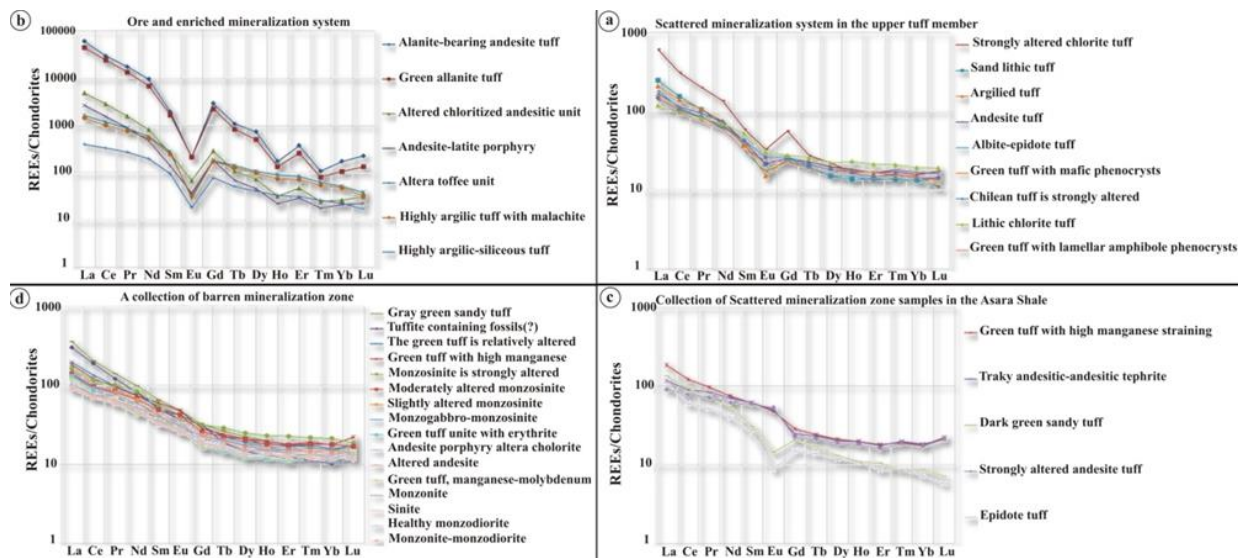 b
Ore and enriched mineralization system
REEs/Chondorites
100000
10000
1000
100
10
1
La Ce Pr Nd Sm Eu Gd Tb Dy Ho Er Tm Yb Lu
Alanite-bearing andesite tuff
Green allanite tuff
Altered chloritized andesitic unit
Andesite-latite porphyry
Altera toffee unit
Highly argilic tuff with malachite
Highly argilic-siliceous tuff
a
Scattered mineralization system in the upper tuff member
REEs/Chondorites
1000
100
10
1
La Ce Pr Nd Sm Eu Gd Tb Dy Ho Er Tm Yb Lu
Strongly altered chlorite tuff
Sand lithic tuff
Argilied tuff
Andesite tuff
Albite-epidote tuff
Green tuff with mafic phenocrysts
Chilean tuff is strongly altered
Lithic chlorite tuff
Green tuff with lamellar amphibole phenocrysts
d
A collection of barren mineralization zone
REEs/Chondorites
1000
100
10
1
La Ce Pr Nd Sm Eu Gd Tb Dy Ho Er Tm Yb Lu
Gray green sandy tuff
Tuffite containing fossils(?)
The green tuff is relatively altered
Green tuff with high manganese
Monzosinite is strongly altered
Moderately altered monzosinite
Slightly altered monzosinite
Monzogabbro-monzosinite
Green tuff unite with erythrite
Andesite porphyry altera cholorite
Altered andesite
Green tuff, manganese-molybdenum
Monzonite
Sinite
Healthy monzodiorite
Monzonite-monzodiorite
c
Collection of Scattered mineralization zone samples in the Asara Shale
REEs/Chondorites
1000
100
10
1
La Ce Pr Nd Sm Eu Gd Tb Dy Ho Er Tm Yb Lu
Green tuff with high manganese straining
Traky andesitic-andesitic tephrite
Dark green sandy tuff
Strongly altered andesite tuff
Epidote tuff